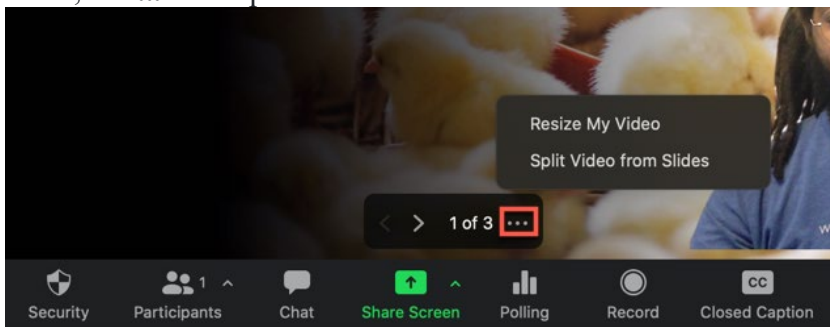 Resize My Video
Split Video from Slides
1 of 3
1
CC
Security Participants Chat Share Screen Polling Record Closed Caption